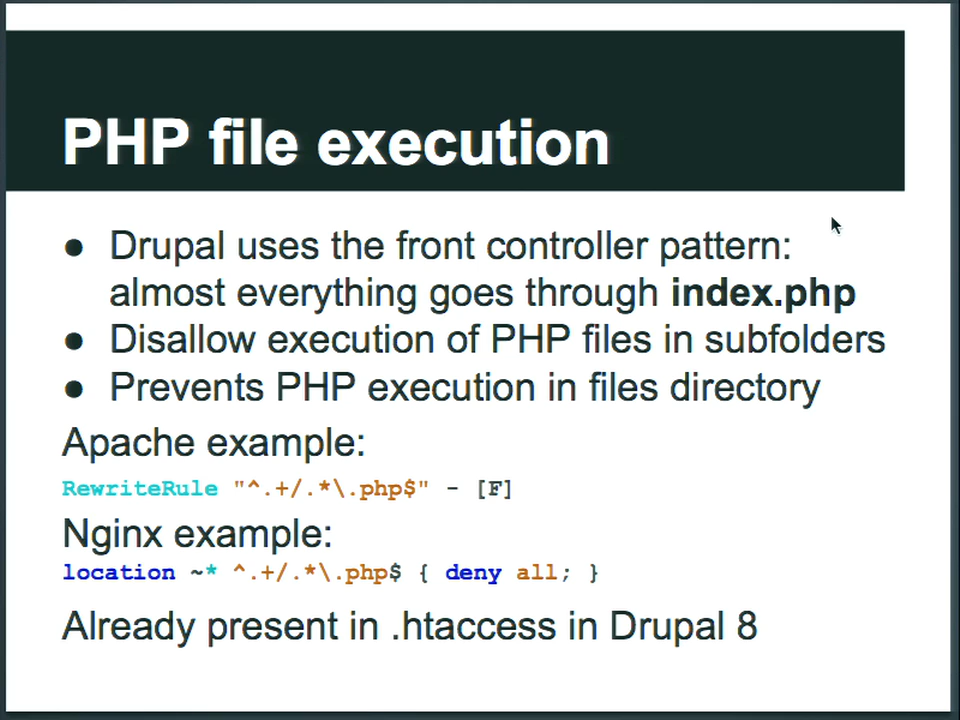 PHP file execution
● Drupal uses the front controller pattern:
almost everything goes through index.php
● Disallow execution of PHP files in subfolders
● Prevents PHP execution in files directory
Apache example:
RewriteRule "^.+/.*\.php$" - [F]
Nginx example:
location ~* ^.+/.*\.php$ { deny all; }
Already present in .htaccess in Drupal 8